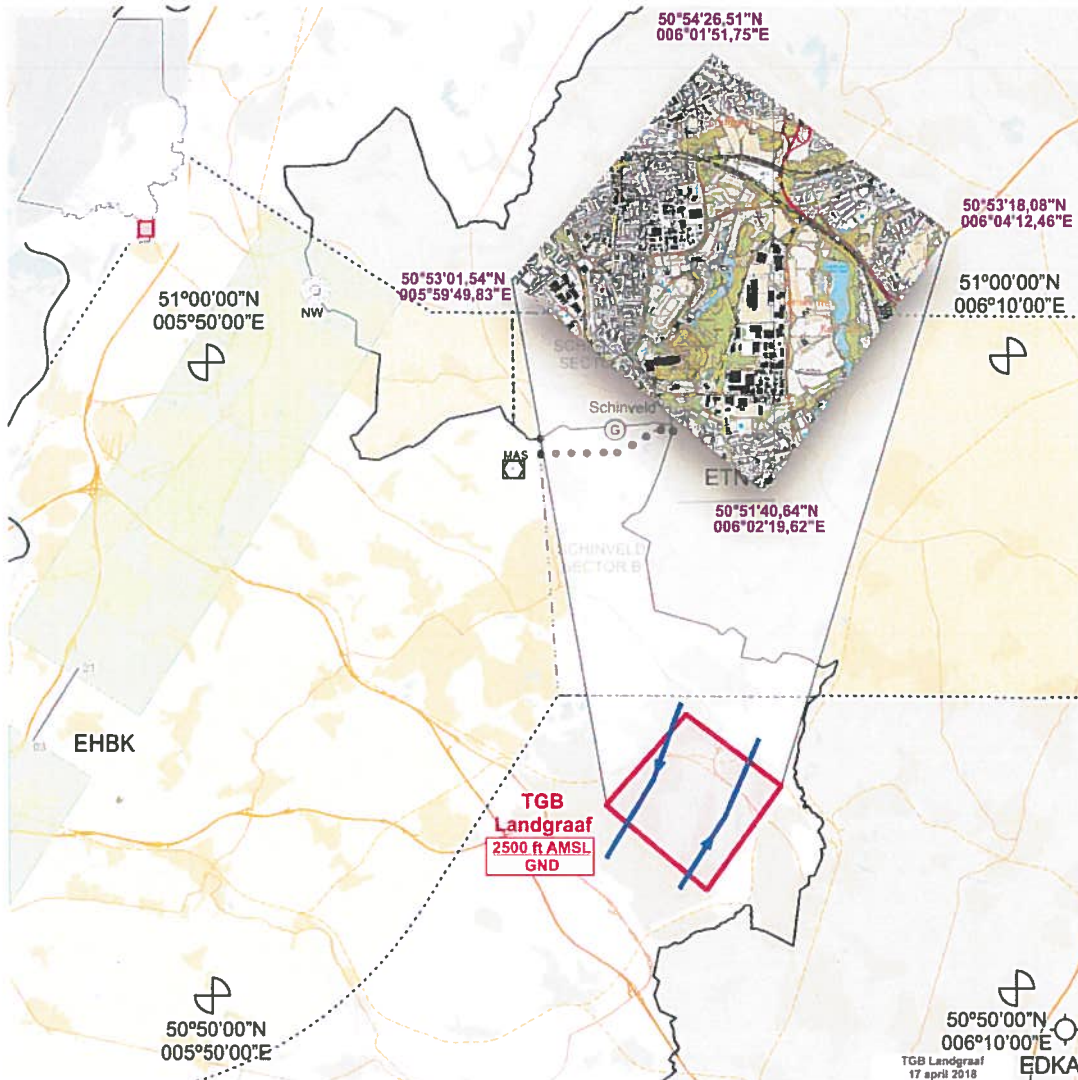 50°54'26,51"N
006°01'51,75"E
50°53'18,08"N
006°04'12,46"E
50°53'01,54"N
005°59'49,83"E
51°00'00"N
005°50'00"E
51°00'00"N
006°10'00"E
NW
Schinveld
G
HAS
ETN
50°51'40,64"N
006°02'19,62"E
SCHINVELD
SECTOR B
21
03
EHBK
TGB
Landgraaf
2500 ft AMSL
GND
50°50'00"N
005°50'00"E
50°50'00"N
006°10'00"E
EDKA
TGB Landgraaf
17 april 2018